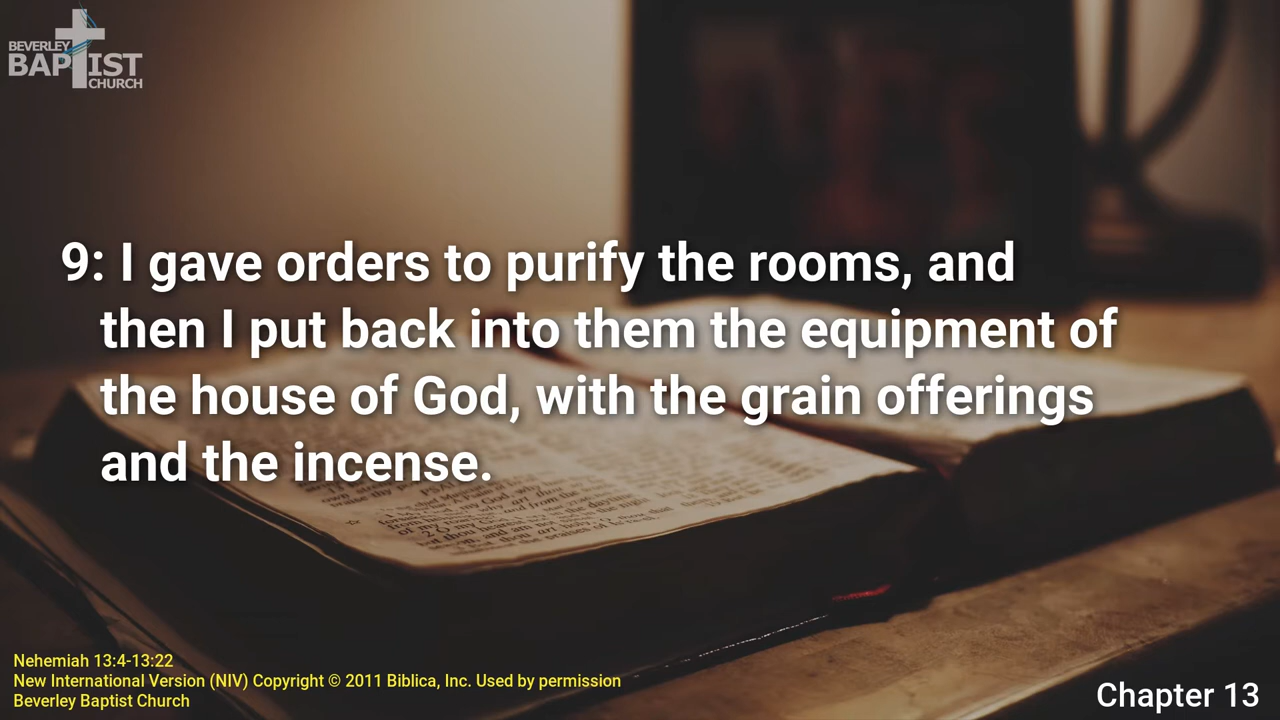 BEVERLEY
BAPTIST
CHURCH
9: I gave orders to purify the rooms, and
then I put back into them the equipment of
the house of God, with the grain offerings
and the incense.
Nehemiah 13:4-13:22
New International Version (NIV) Copyright © 2011 Biblica, Inc. Used by permission
Beverley Baptist Church
Chapter 13